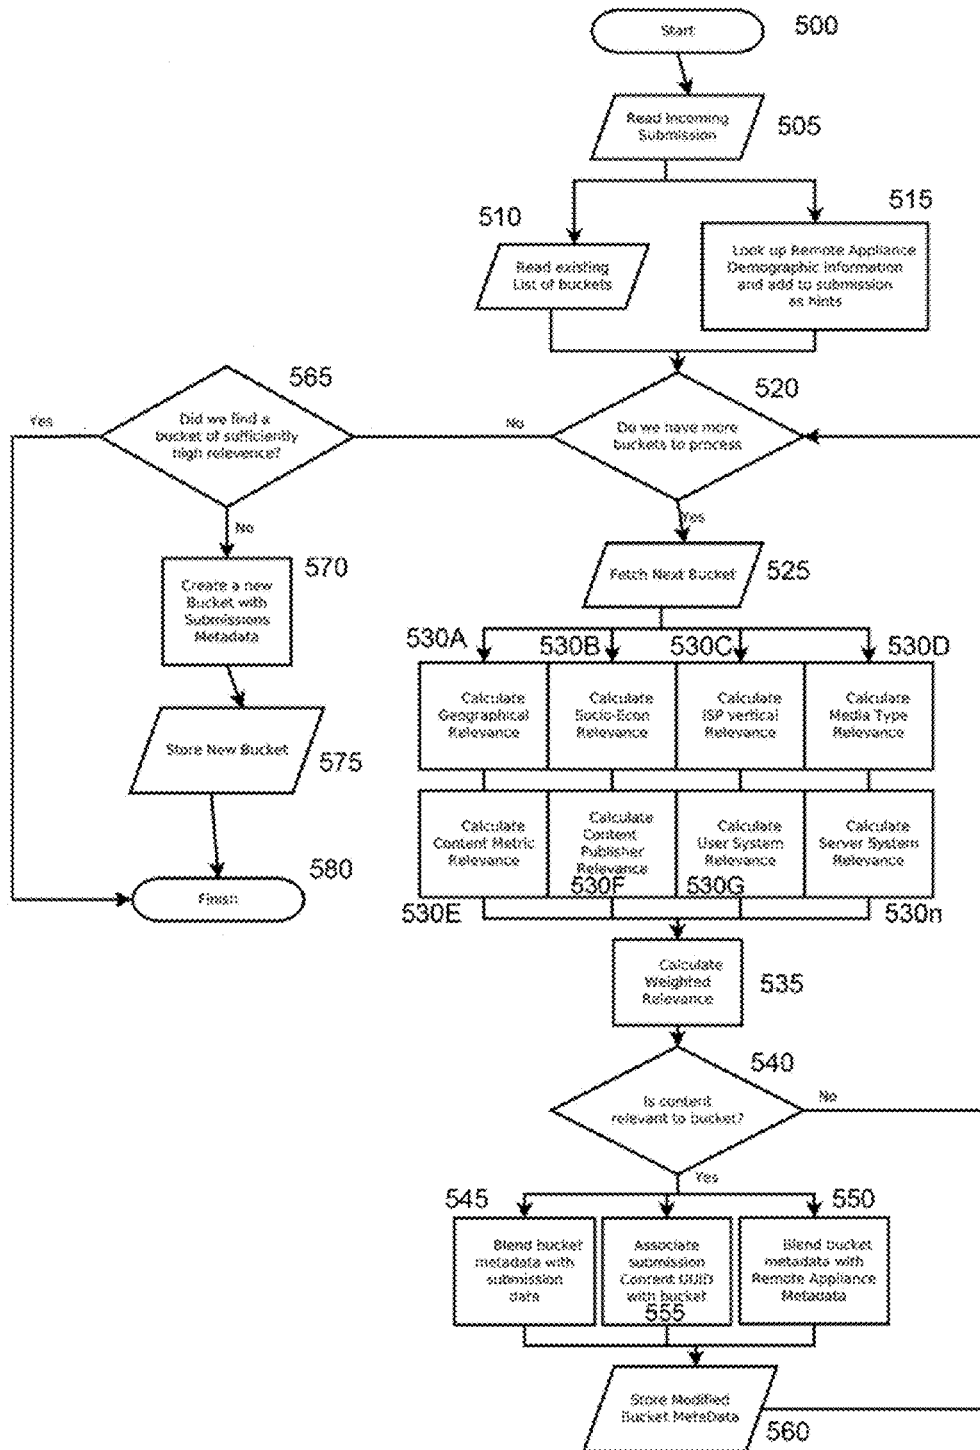 Start
500
Read Incoming
Submission
505
510
515
Read existing
List of buckets
Look up Remote Appliance
Demographic information
and add to submission
as hints
565
520
Yes
Did we find a
bucket of sufficiently
high relevence?
No
Do we have more
buckets to process
No
Yes
570
Create a new
Bucket with
Submissions
Metadata
Fetch Next Bucket
525
530A
530B
530C
530D
Calculate
Geographical
Relevance
Calculate
Socio-Econ
Relevance
Calculate
ISP vertical
Relevance
Calculate
Media Type
Relevance
Store New Bucket
575
Calculate
Content Metric
Relevance
Calculate
Content
Publisher
Relevance
Calculate
User System
Relevance
Calculate
Server System
Relevance
580
Finish
530E
530F
530G
530n
Calculate
Weighted
Relevance
535
540
Is content
relevant to bucket?
No
Yes
545
550
Blend bucket
metadata with
submission
data
Associate
submission
Content UUID
with bucket
555
Blend bucket
metadata with
Remote Appliance
Metadata
Store Modified
Bucket MetaData
560